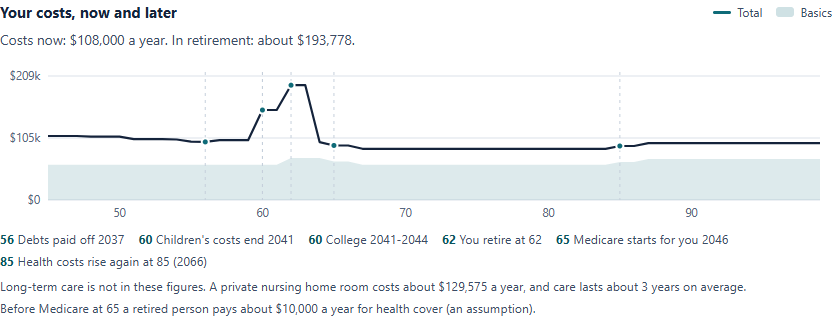 Your costs, now and later
Total
Basics
Costs now: $108,000 a year. In retirement: about $193,778.
$209k
$105k
$0
50
60
70
80
90
56 Debts paid off 2037 60 Children's costs end 2041 60 College 2041-2044 62 You retire at 62 65 Medicare starts for you 2046
85 Health costs rise again at 85 (2066)
Long-term care is not in these figures. A private nursing home room costs about $129,575 a year, and care lasts about 3 years on average.
Before Medicare at 65 a retired person pays about $10,000 a year for health cover (an assumption).